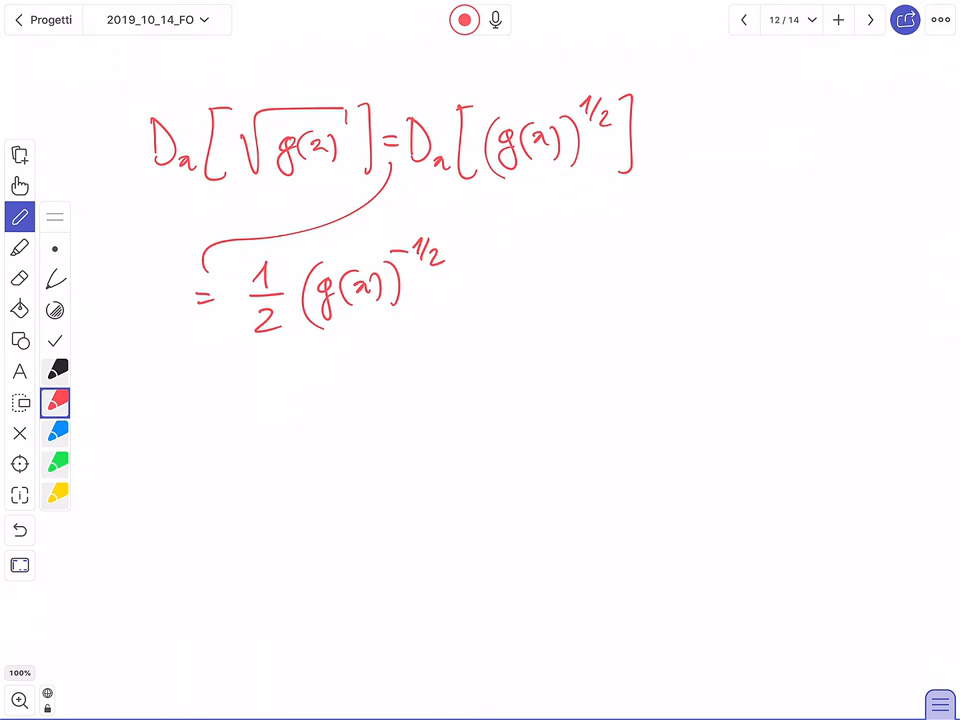 Progetti 2019_10_14_FO 12 / 14
Dₓ[√g(x)] = Dₓ[(g(x))^1/2]
= 1/2 (g(x))^-1/2
A
100%